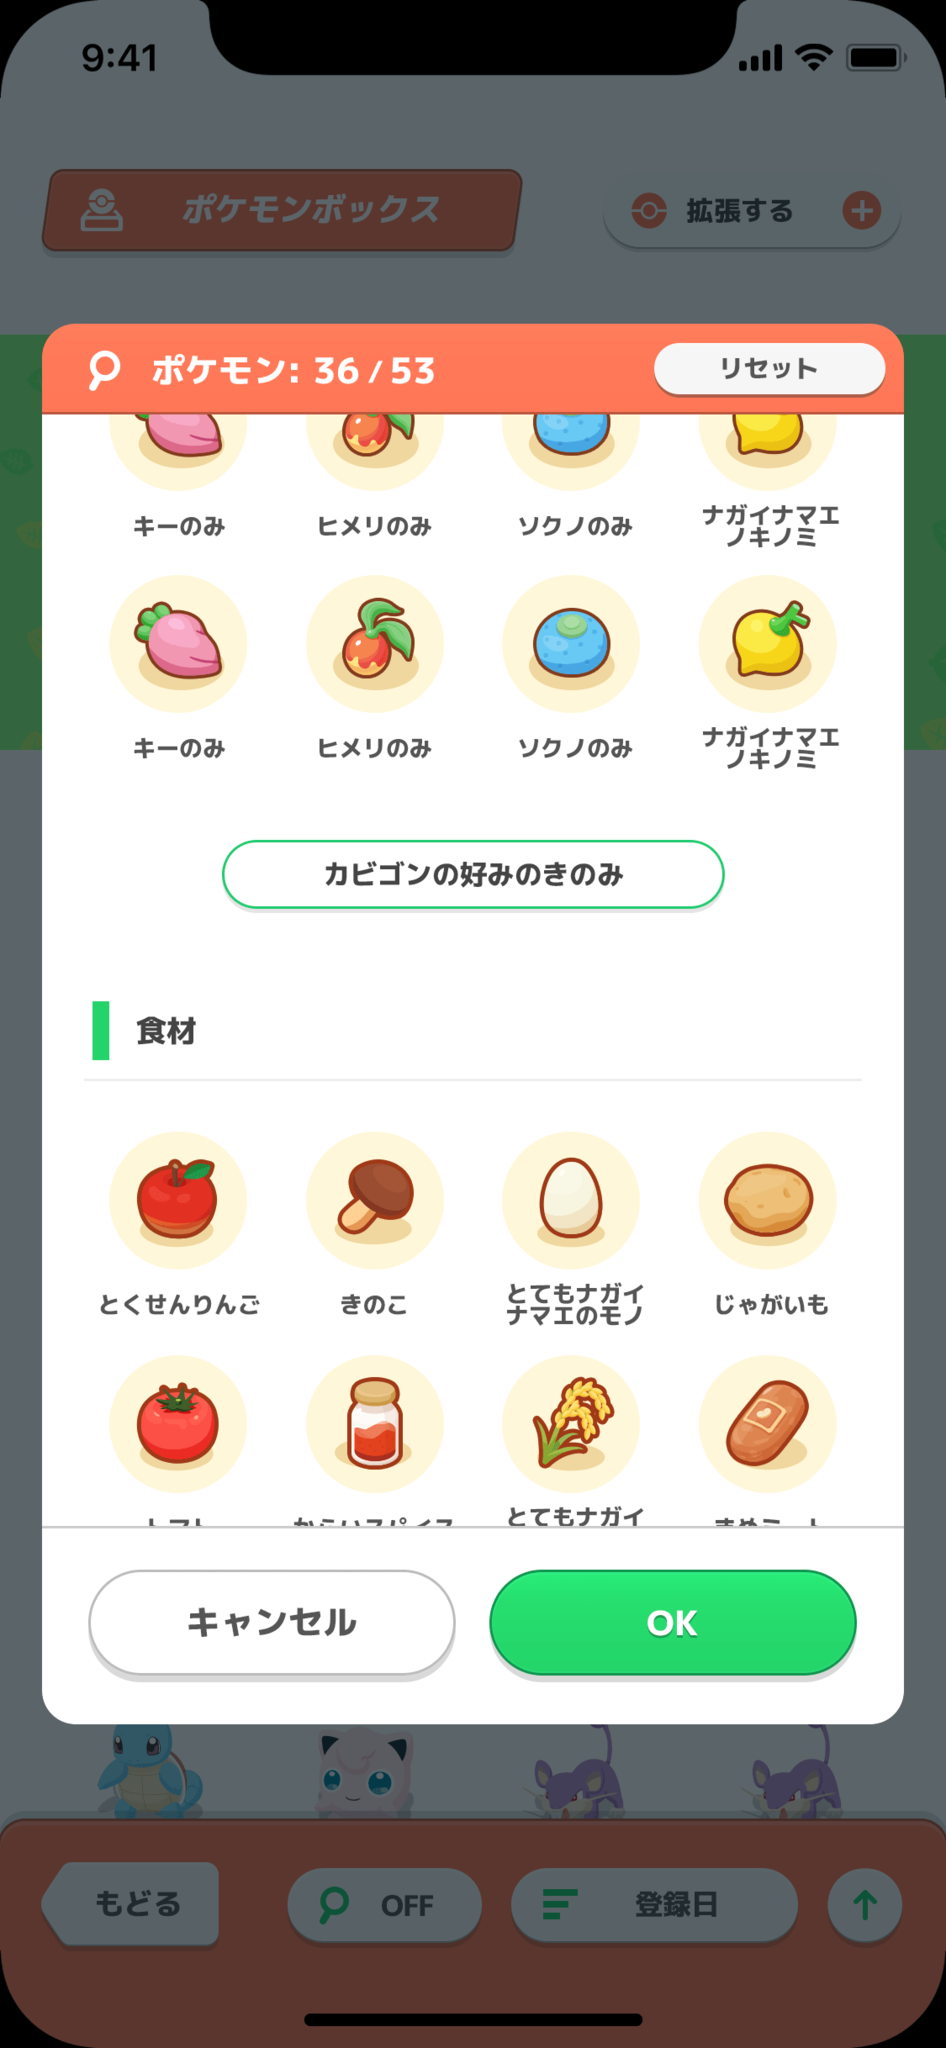 9:41
ポケモンボックス
拡張する
ポケモン: 36 / 53
リセット
キーのみ
ヒメリのみ
ソクノのみ
ナガイナマエ
ノキノミ
キーのみ
ヒメリのみ
ソクノのみ
ナガイナマエ
ノキノミ
カビゴンの好みのきのみ
食材
とくせんりんご
きのこ
とてもナガイ
ナマエのモノ
じゃがいも
トマト
とてもナガイ
キャンセル
OK
もどる
OFF
登録日